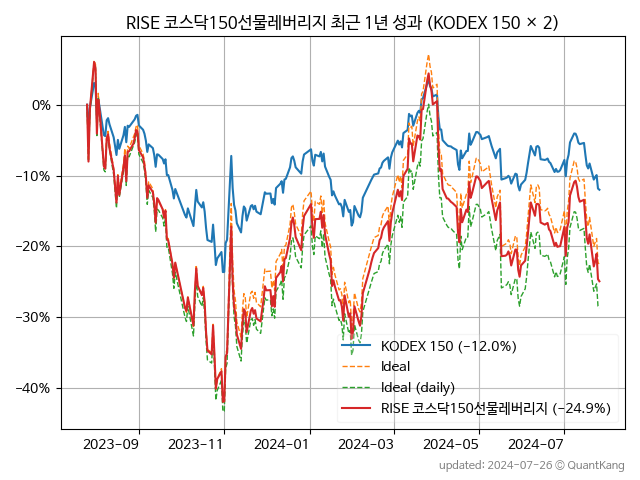 RISE 코스닥150선물레버리지 최근 1년 성과 (KODEX 150 × 2)
0%
−10%
−20%
−30%
−40%
KODEX 150 (−12.0%)
Ideal
Ideal (daily)
RISE 코스닥150선물레버리지 (−24.9%)
2023−09 2023−11 2024−01 2024−03 2024−05 2024−07
updated: 2024-07-26 © QuantKang